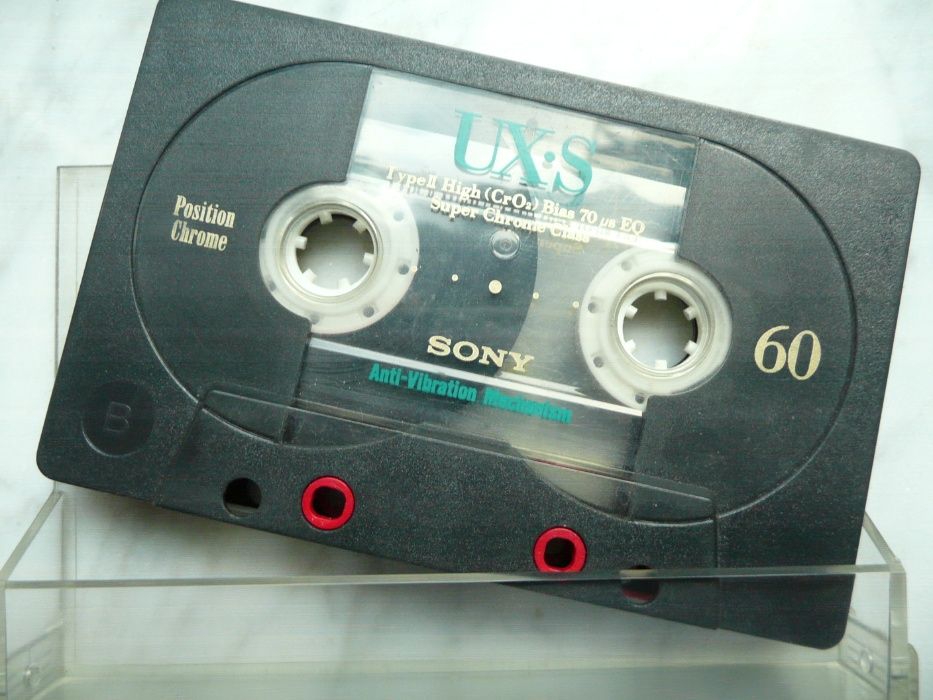 UX·S
Type II High (CrO₂) Bias 70 μs EQ
Super Chrome Class
Position
Chrome
60
SONY
Anti-Vibration Mechanism
B